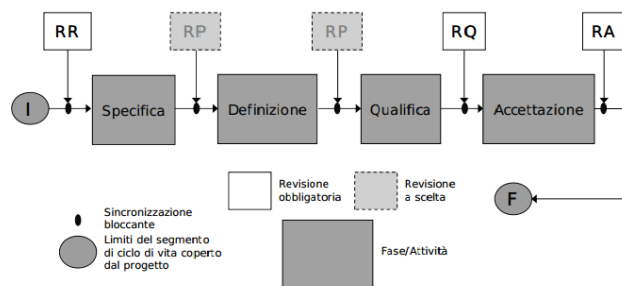 RR
RP
RP
RQ
RA
I
Specifica
Definizione
Qualifica
Accettazione
Revisione
obbligatoria
Revisione
a scelta
F
Sincronizzazione
bloccante
Limiti del segmento
di ciclo di vita coperto
dal progetto
Fase/Attività